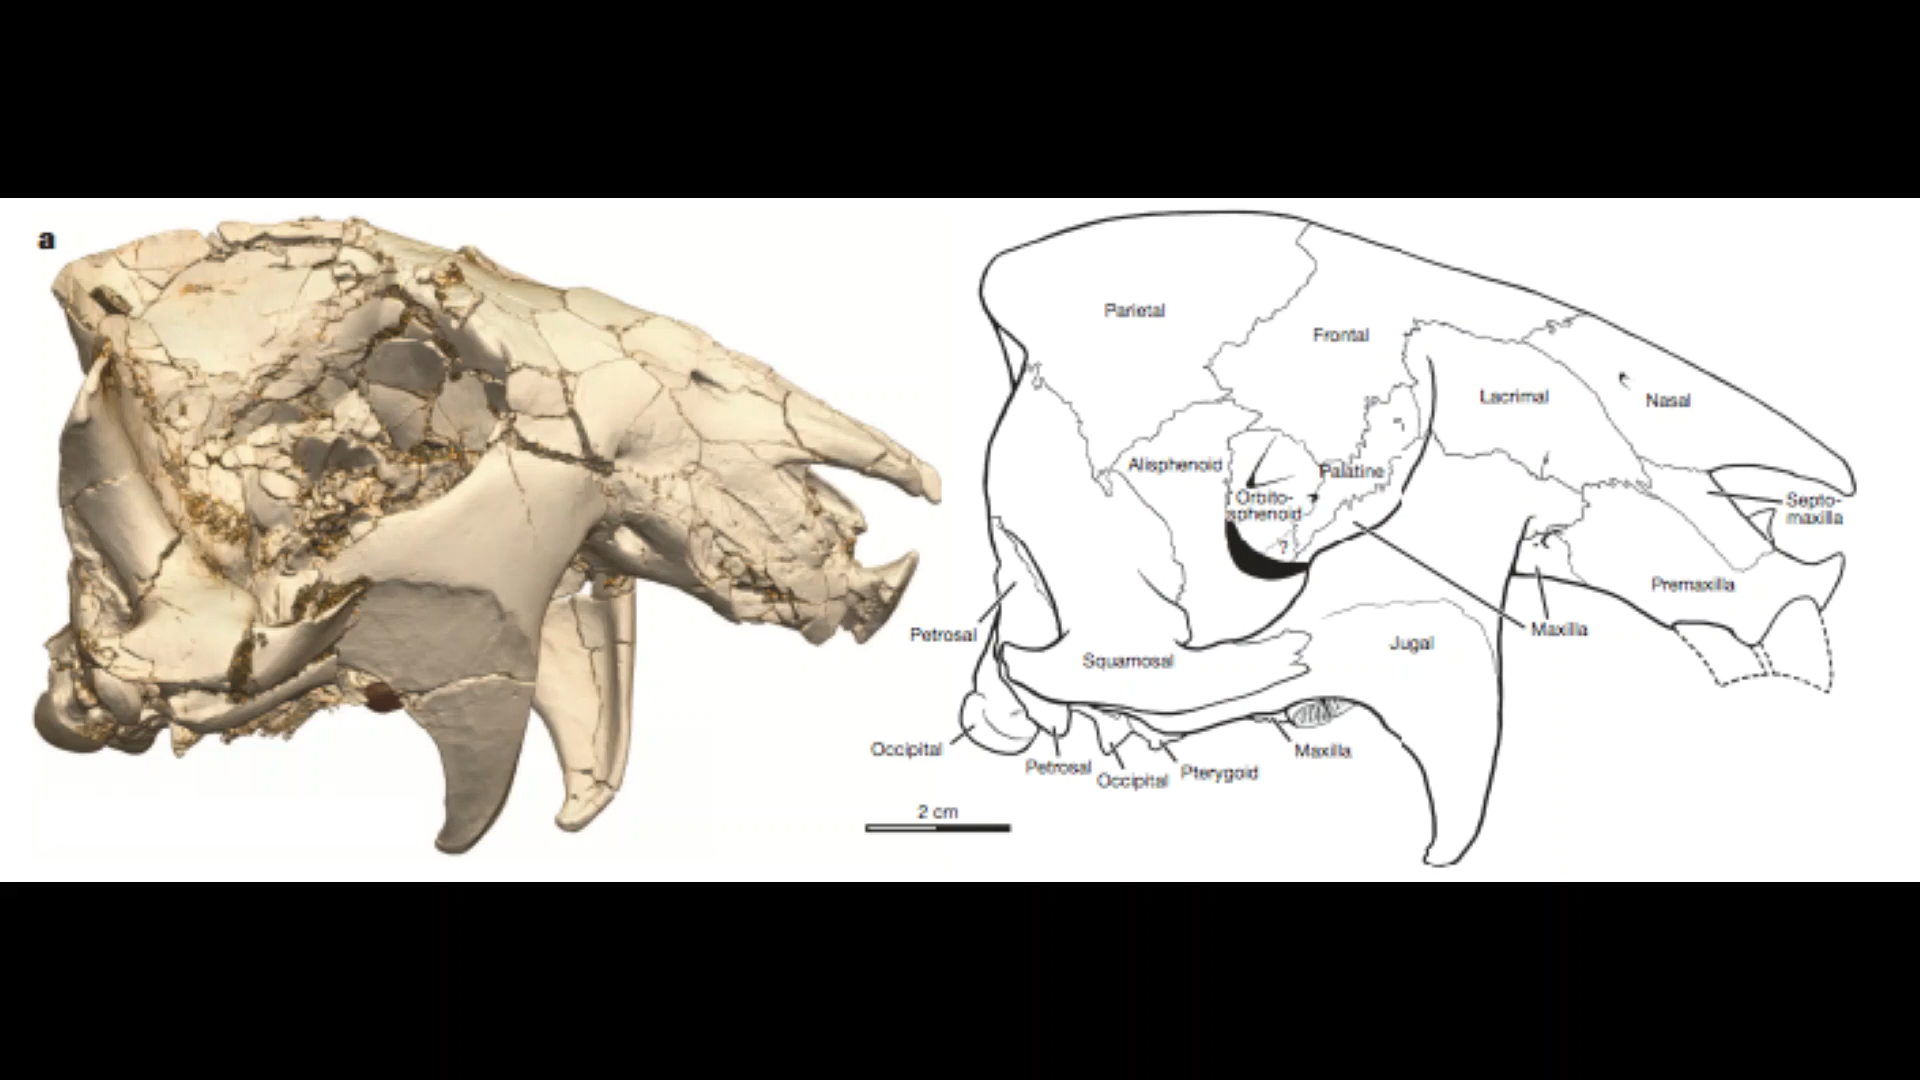 a
Parietal
Frontal
Lacrimal
Nasal
Alisphenoid
Palatine
?
Orbito-
sphenoid
Septo-
maxilla
?
Premaxilla
Petrosal
Maxilla
Jugal
Squamosal
Occipital
Petrosal
Occipital
Pterygoid
Maxilla
2 cm